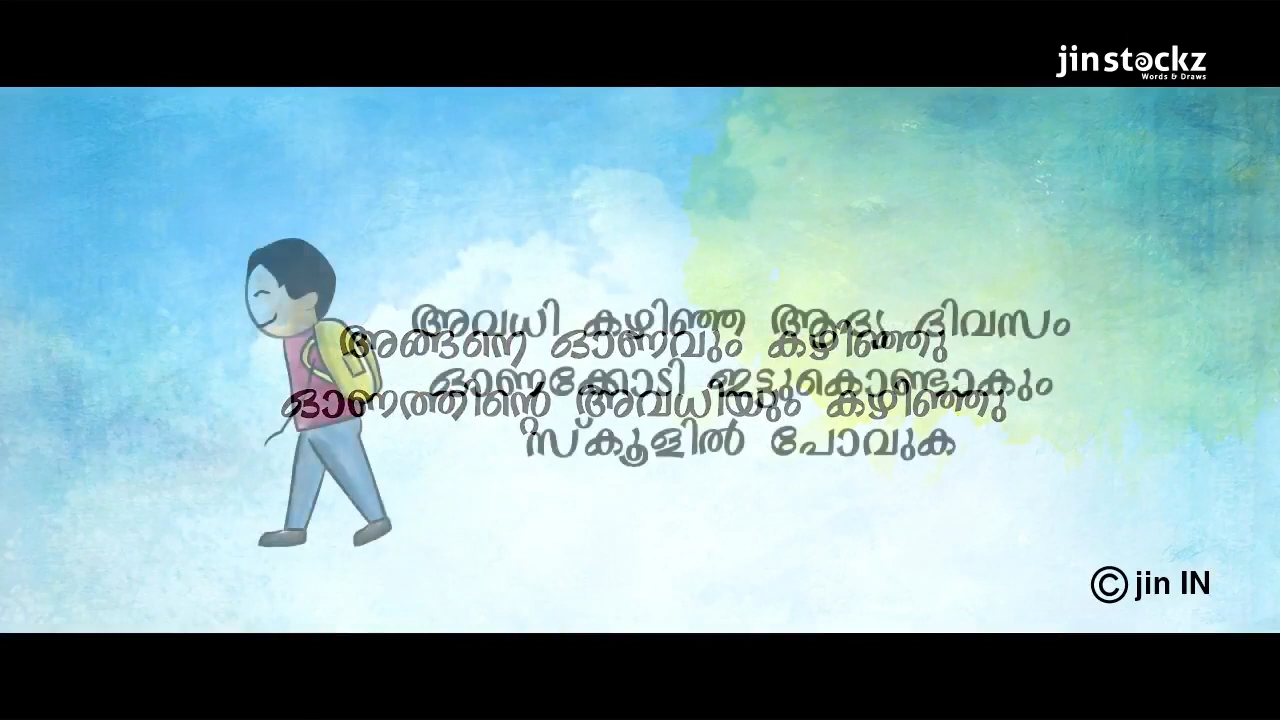 jinstockz
Words & Draws
അവധി കഴിഞ്ഞ ആദ്യ ദിവസം
അങ്ങനെ ഓണവും കഴിഞ്ഞു
ഓണക്കോടി ഇട്ടുകൊണ്ടാകും
ഓണത്തിന്റെ അവധിയും കഴിഞ്ഞു
സ്കൂളിൽ പോവുക
© jin IN